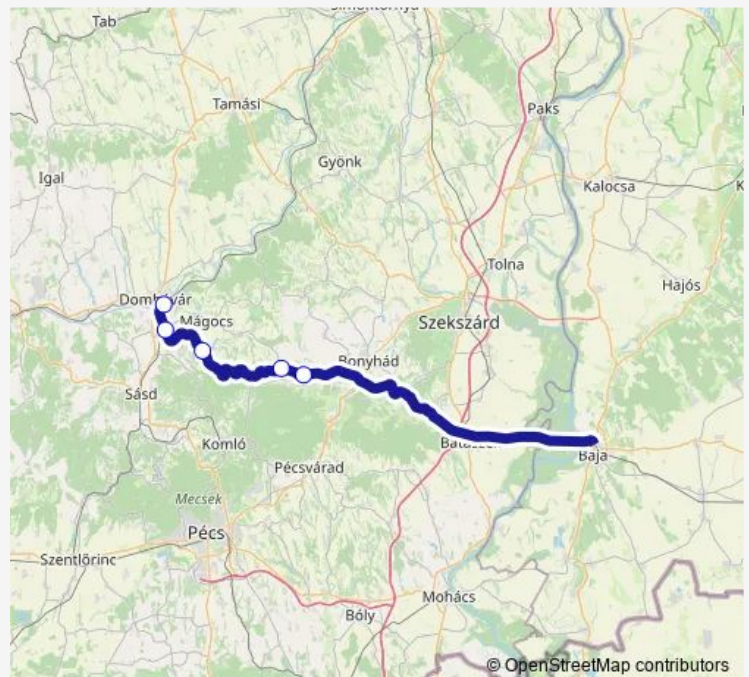 Tab
Tamási
Paks
Gyönk
Igal
Kalocsa
Tolna
Hajós
Mágocs
Szekszárd
Bonyhád
Sásd
Komló
Baja
Pécsvárad
Mecsek
Pécs
Szentlőrinc
Mohács
Bóly
© OpenStreetMap contributors